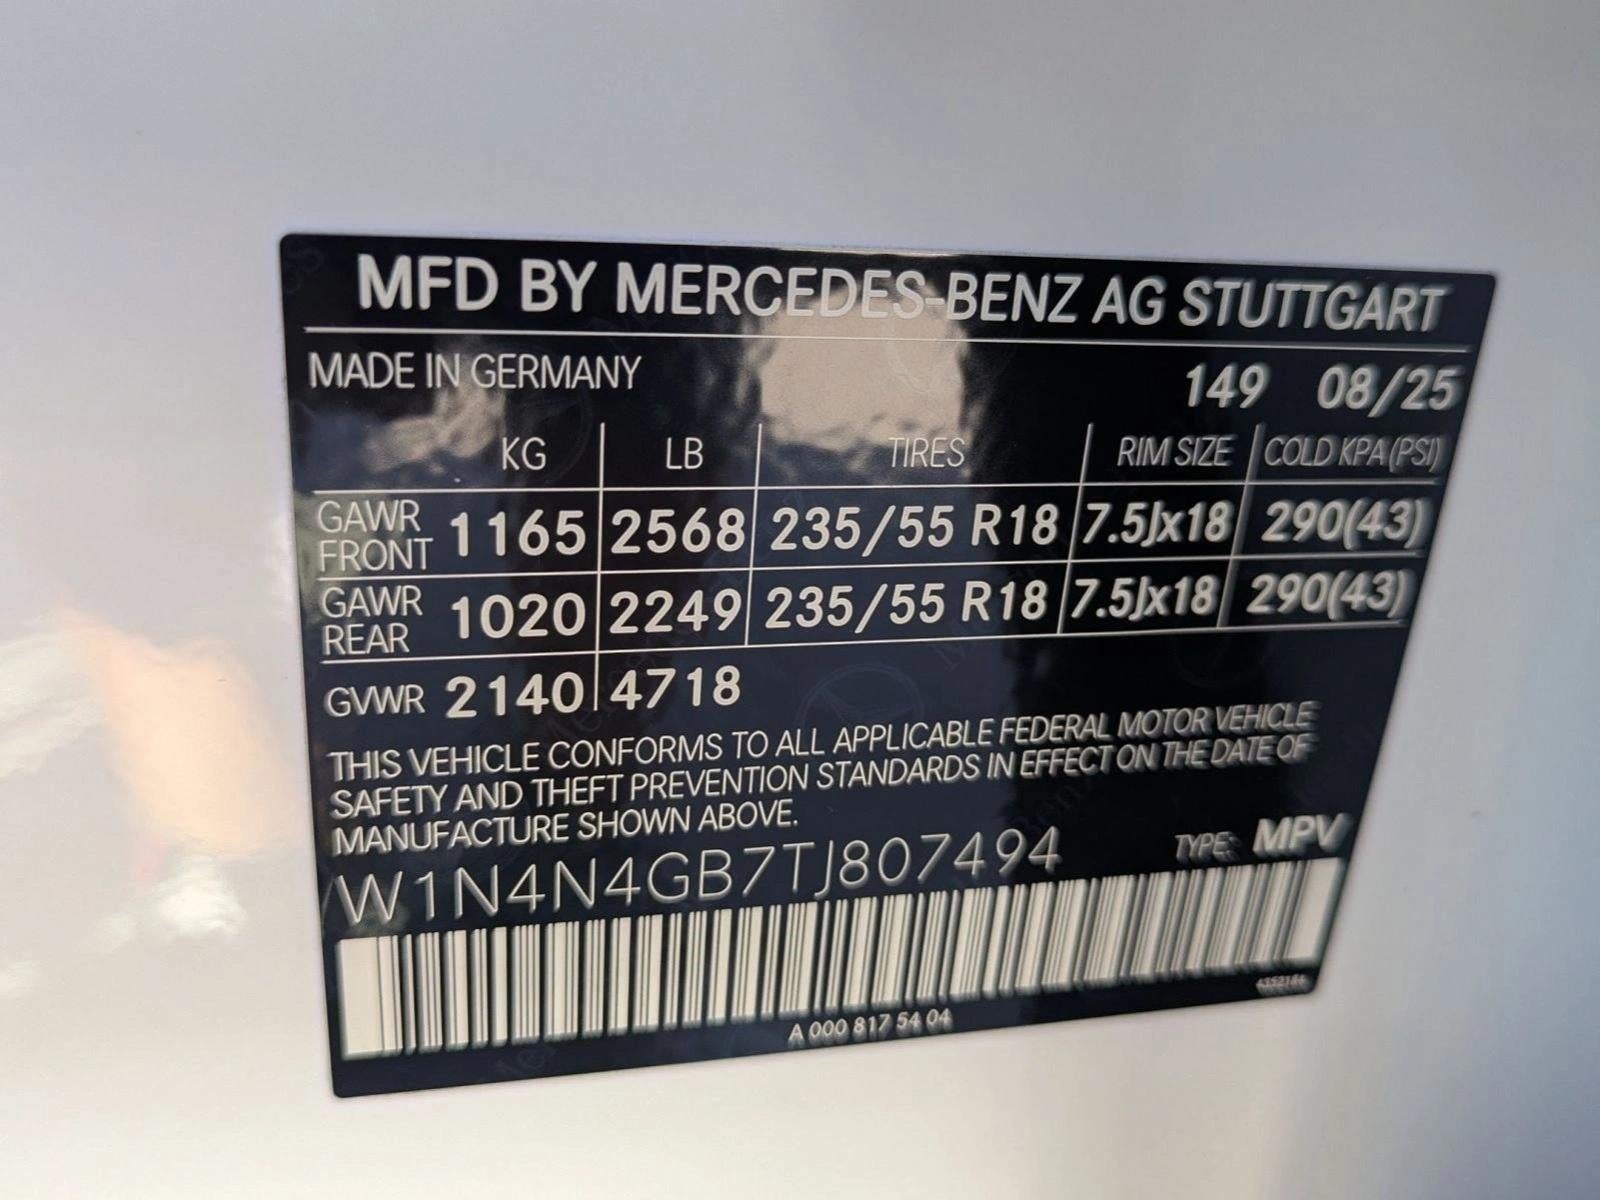 MFD BY MERCEDES-BENZ AG STUTTGART
MADE IN GERMANY 149 08/25
KG LB TIRES RIM SIZE COLD KPA(PSI)
GAWR FRONT 1165 2568 235/55 R18 7.5Jx18 290(43)
GAWR REAR 1020 2249 235/55 R18 7.5Jx18 290(43)
GVWR 2140 4718
THIS VEHICLE CONFORMS TO ALL APPLICABLE FEDERAL MOTOR VEHICLE
SAFETY AND THEFT PREVENTION STANDARDS IN EFFECT ON THE DATE OF
MANUFACTURE SHOWN ABOVE.
W1N4N4GB7TJ807494 TYPE: MPV
A 000 817 54 04